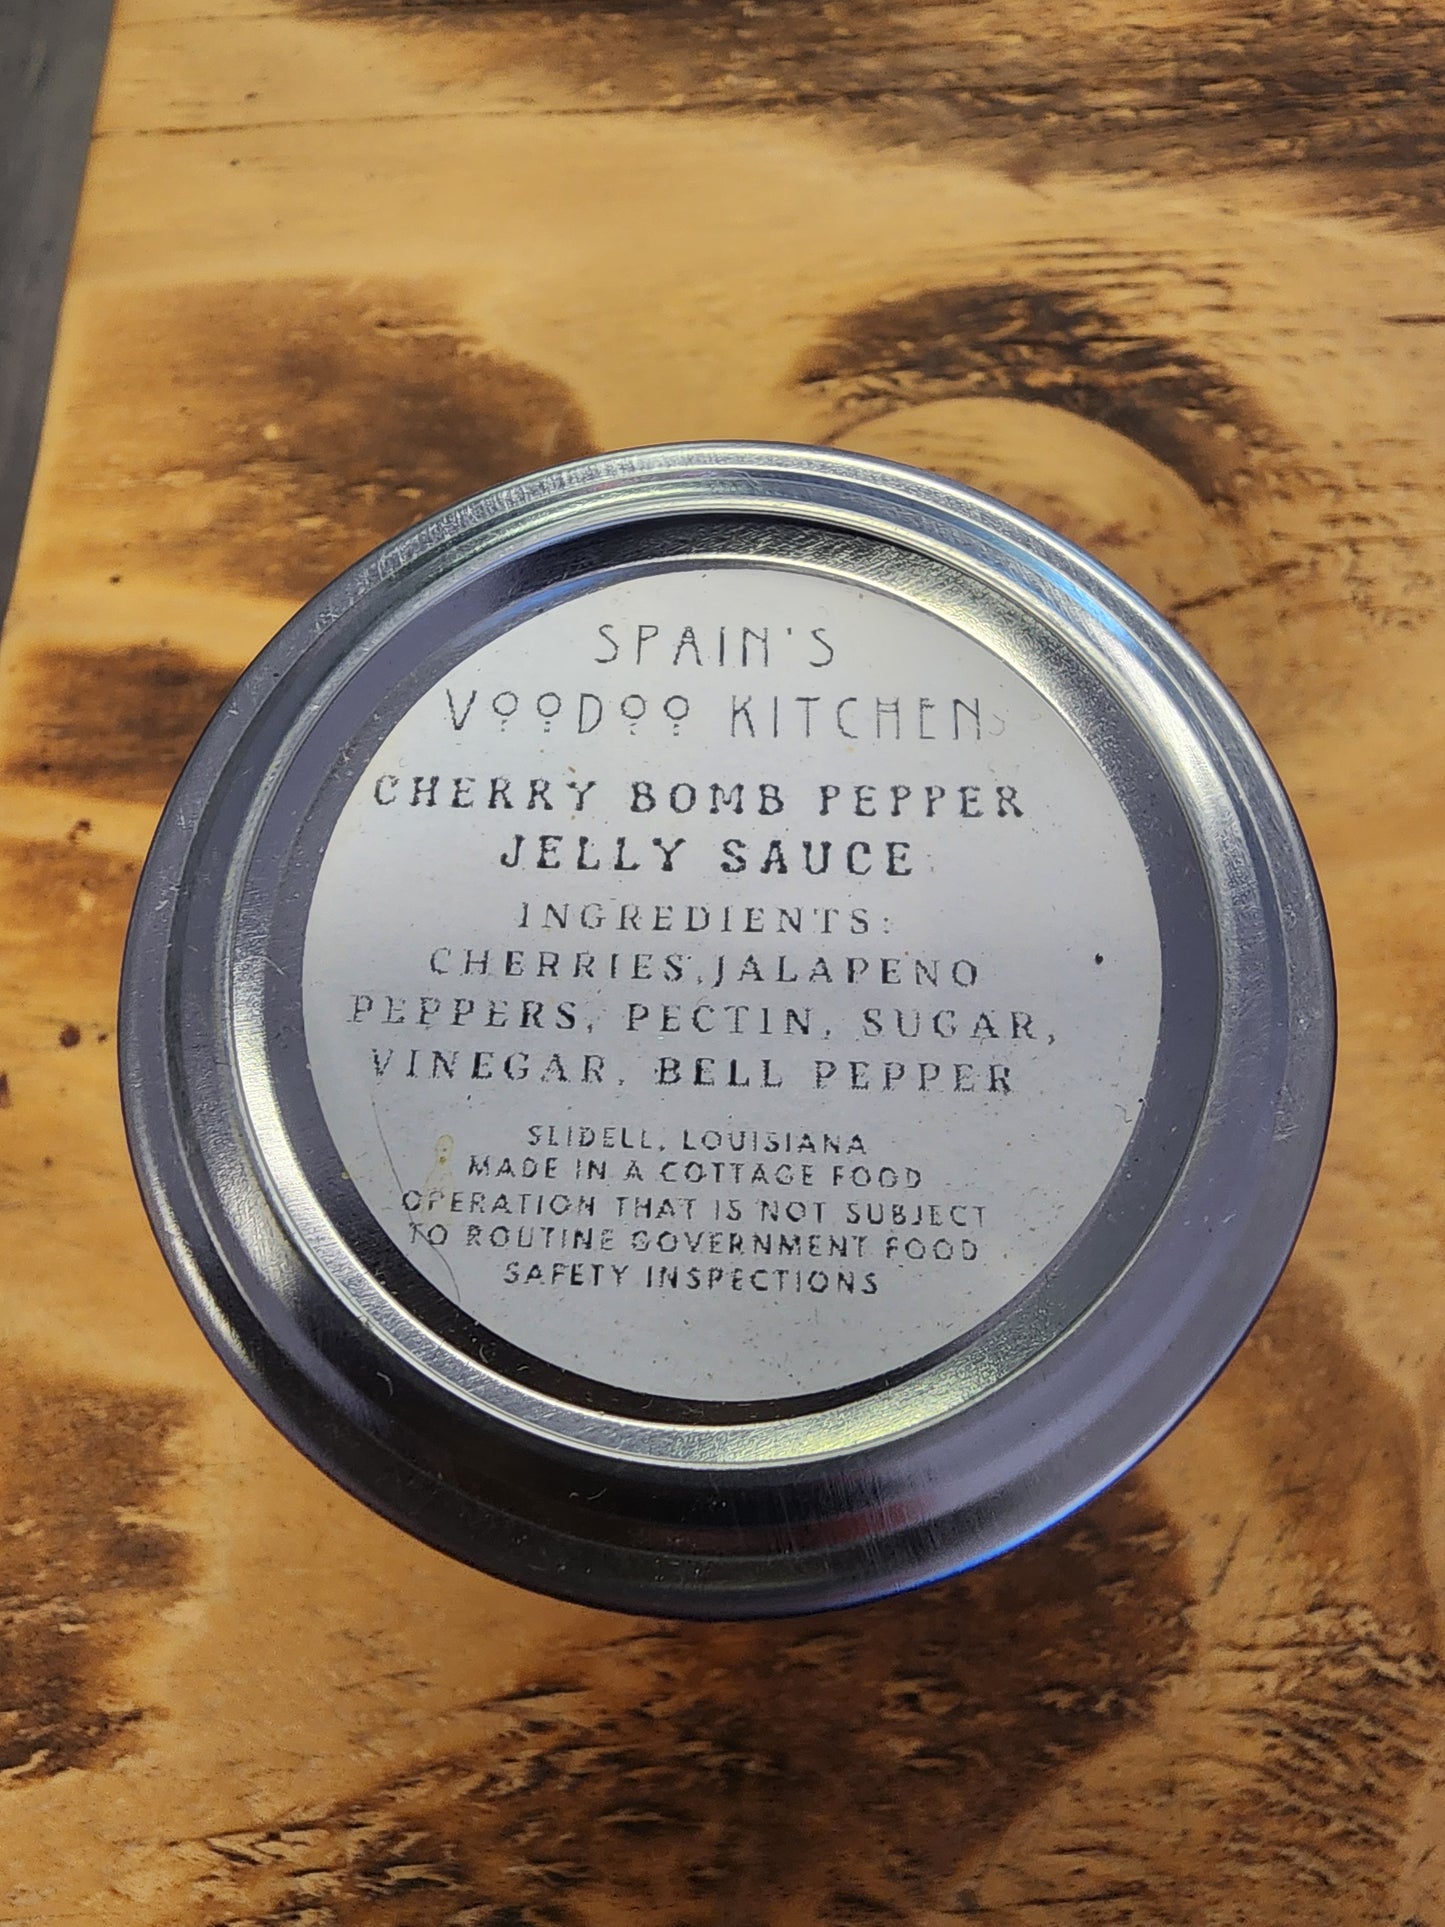 SPAIN'S
VOODOO KITCHEN
CHERRY BOMB PEPPER
JELLY SAUCE
INGREDIENTS:
CHERRIES, JALAPENO
PEPPERS, PECTIN, SUGAR,
VINEGAR, BELL PEPPER
SLIDELL, LOUISIANA
MADE IN A COTTAGE FOOD
OPERATION THAT IS NOT SUBJECT
TO ROUTINE GOVERNMENT FOOD
SAFETY INSPECTIONS